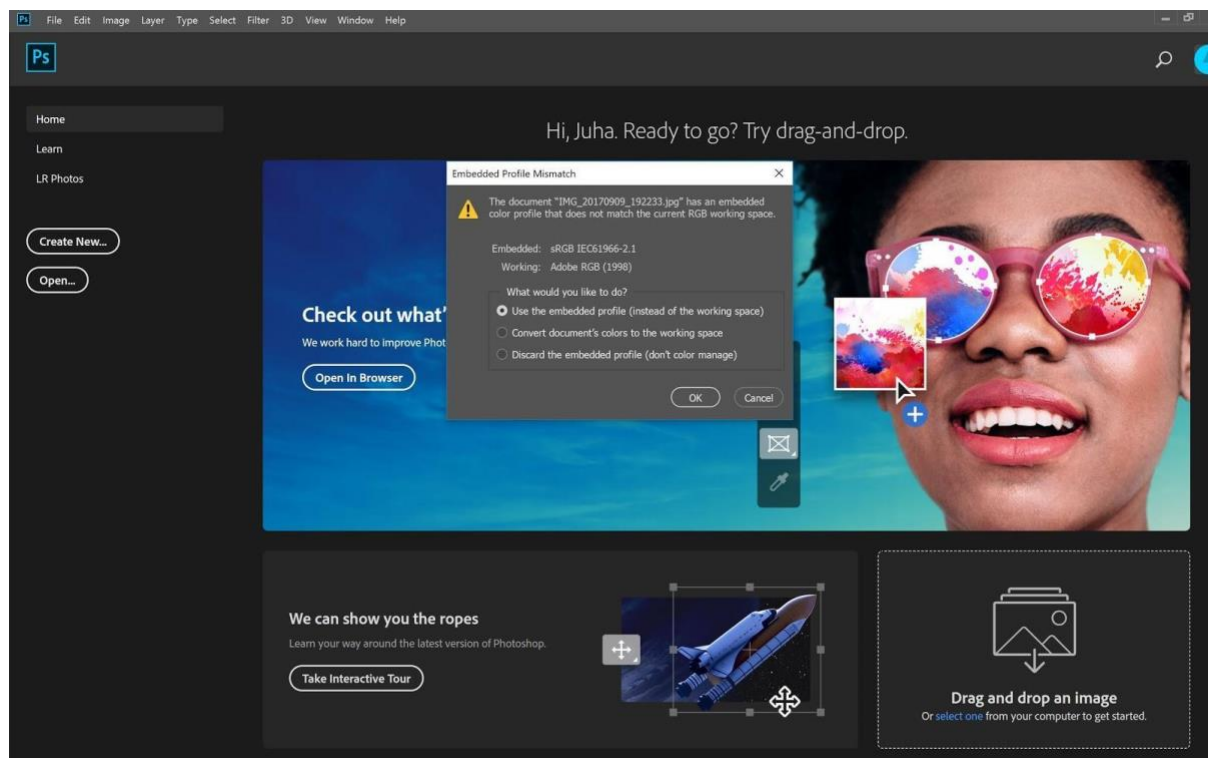 Ps File Edit Image Layer Type Select Filter 3D View Window Help
Ps
Home
Learn
LR Photos
Create New...
Open...
Hi, Juha. Ready to go? Try drag-and-drop.
Check out what'
We work hard to improve Phot
Open In Browser
Embedded Profile Mismatch
The document "IMG_20170909_192233.jpg" has an embedded
color profile that does not match the current RGB working space.
Embedded: sRGB IEC61966-2.1
Working: Adobe RGB (1998)
What would you like to do?
Use the embedded profile (instead of the working space)
Convert document's colors to the working space
Discard the embedded profile (don't color manage)
OK Cancel
We can show you the ropes
Learn your way around the latest version of Photoshop.
Take Interactive Tour
Drag and drop an image
Or select one from your computer to get started.